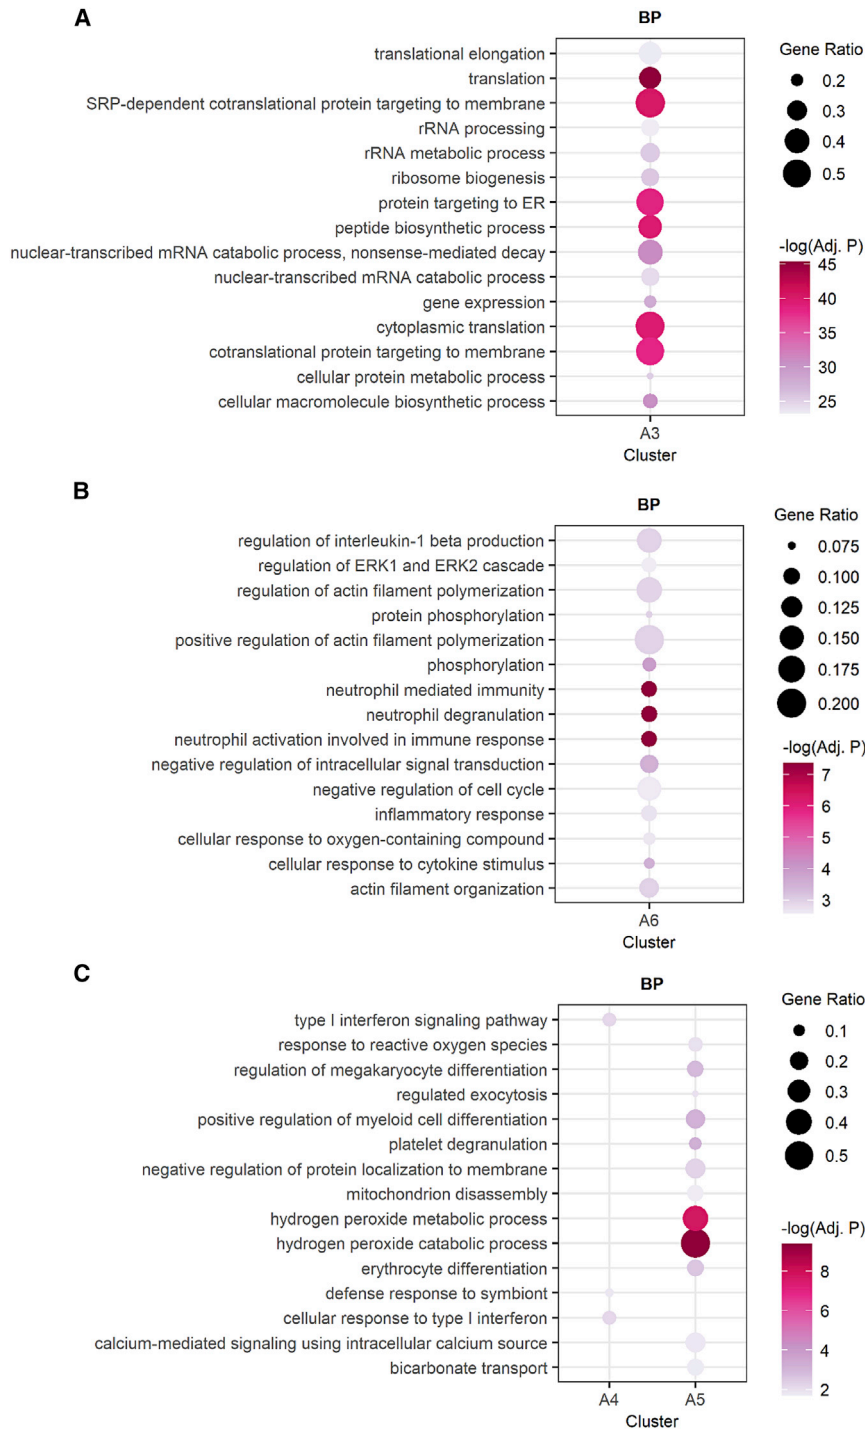 A
BP
translational elongation
translation
SRP-dependent cotranslational protein targeting to membrane
rRNA processing
rRNA metabolic process
ribosome biogenesis
protein targeting to ER
peptide biosynthetic process
nuclear-transcribed mRNA catabolic process, nonsense-mediated decay
nuclear-transcribed mRNA catabolic process
gene expression
cytoplasmic translation
cotranslational protein targeting to membrane
cellular protein metabolic process
cellular macromolecule biosynthetic process
A3
Cluster
Gene Ratio
0.2
0.3
0.4
0.5
-log(Adj. P)
45
40
35
30
25
B
BP
regulation of interleukin-1 beta production
regulation of ERK1 and ERK2 cascade
regulation of actin filament polymerization
protein phosphorylation
positive regulation of actin filament polymerization
phosphorylation
neutrophil mediated immunity
neutrophil degranulation
neutrophil activation involved in immune response
negative regulation of intracellular signal transduction
negative regulation of cell cycle
inflammatory response
cellular response to oxygen-containing compound
cellular response to cytokine stimulus
actin filament organization
A6
Cluster
Gene Ratio
0.075
0.100
0.125
0.150
0.175
0.200
-log(Adj. P)
7
6
5
4
3
C
BP
type I interferon signaling pathway
response to reactive oxygen species
regulation of megakaryocyte differentiation
regulated exocytosis
positive regulation of myeloid cell differentiation
platelet degranulation
negative regulation of protein localization to membrane
mitochondrion disassembly
hydrogen peroxide metabolic process
hydrogen peroxide catabolic process
erythrocyte differentiation
defense response to symbiont
cellular response to type I interferon
calcium-mediated signaling using intracellular calcium source
bicarbonate transport
A4
A5
Cluster
Gene Ratio
0.1
0.2
0.3
0.4
0.5
-log(Adj. P)
8
6
4
2